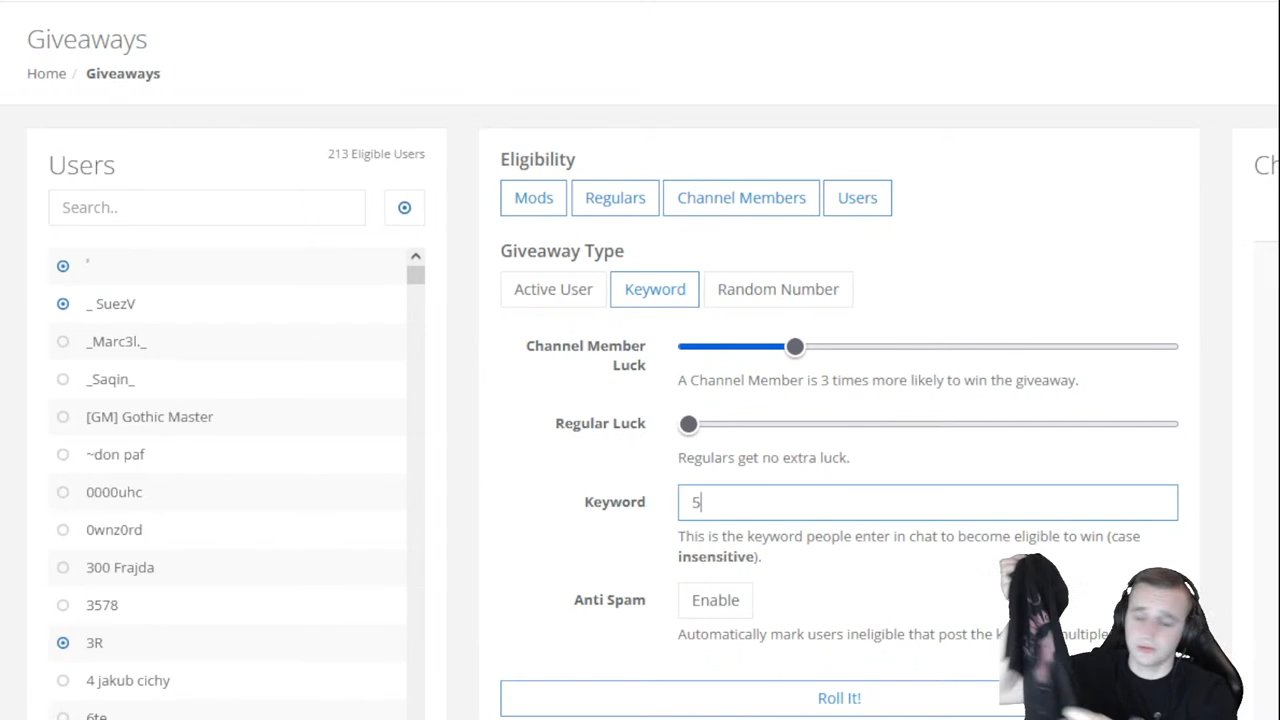 Giveaways
Home / Giveaways
Users
213 Eligible Users
Search..
'
_ SuezV
_Marc3l._
_Saqin_
[GM] Gothic Master
~don paf
0000uhc
0wnz0rd
300 Frajda
3578
3R
4 jakub cichy
6te
Eligibility
Mods Regulars Channel Members Users
Giveaway Type
Active User Keyword Random Number
Channel Member
Luck
A Channel Member is 3 times more likely to win the giveaway.
Regular Luck
Regulars get no extra luck.
Keyword
5
This is the keyword people enter in chat to become eligible to win (case
insensitive).
Anti Spam
Enable
Automatically mark users ineligible that post the k multiple
Roll It!
Ch